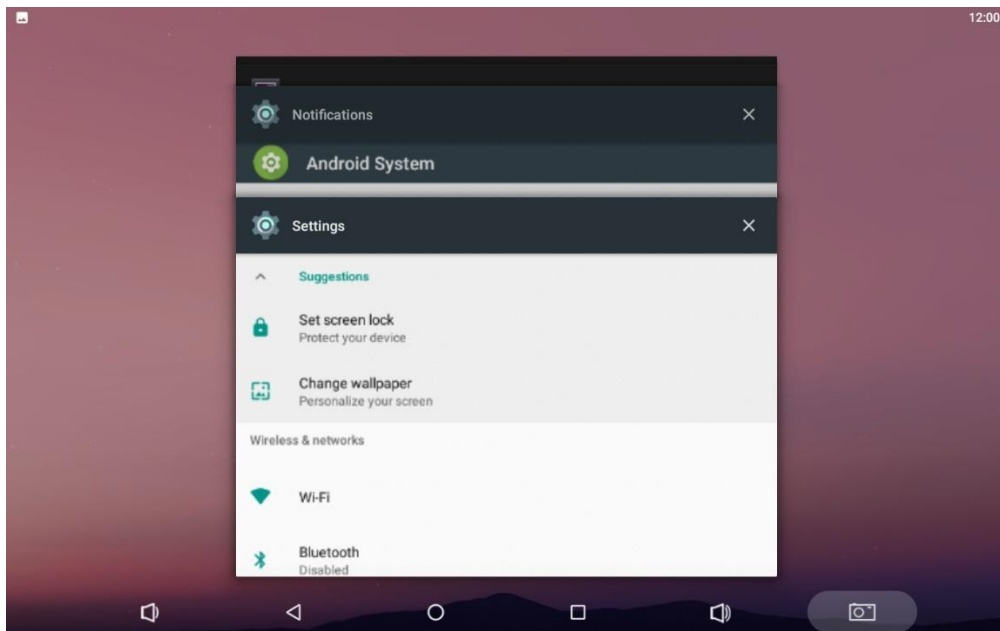 12:00
Notifications
Android System
Settings
Suggestions
Set screen lock
Protect your device
Change wallpaper
Personalize your screen
Wireless & networks
Wi-Fi
Bluetooth
Disabled